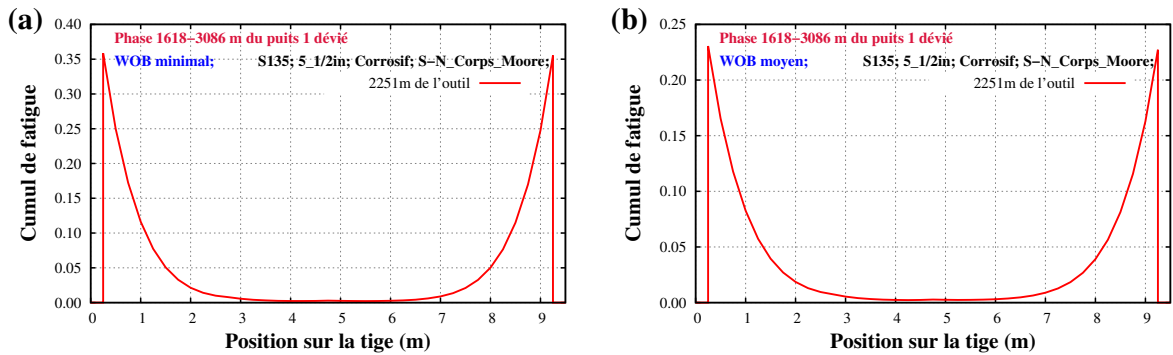 (a)
Phase 1618−3086 m du puits 1 dévié
WOB minimal; S135; 5_1/2in; Corrosif; S−N_Corps_Moore;
2251m de l’outil
Cumul de fatigue
0.40
0.35
0.30
0.25
0.20
0.15
0.10
0.05
0.00
0 1 2 3 4 5 6 7 8 9
Position sur la tige (m)
(b)
Phase 1618−3086 m du puits 1 dévié
WOB moyen; S135; 5_1/2in; Corrosif; S−N_Corps_Moore;
2251m de l’outil
Cumul de fatigue
0.25
0.20
0.15
0.10
0.05
0.00
0 1 2 3 4 5 6 7 8 9
Position sur la tige (m)